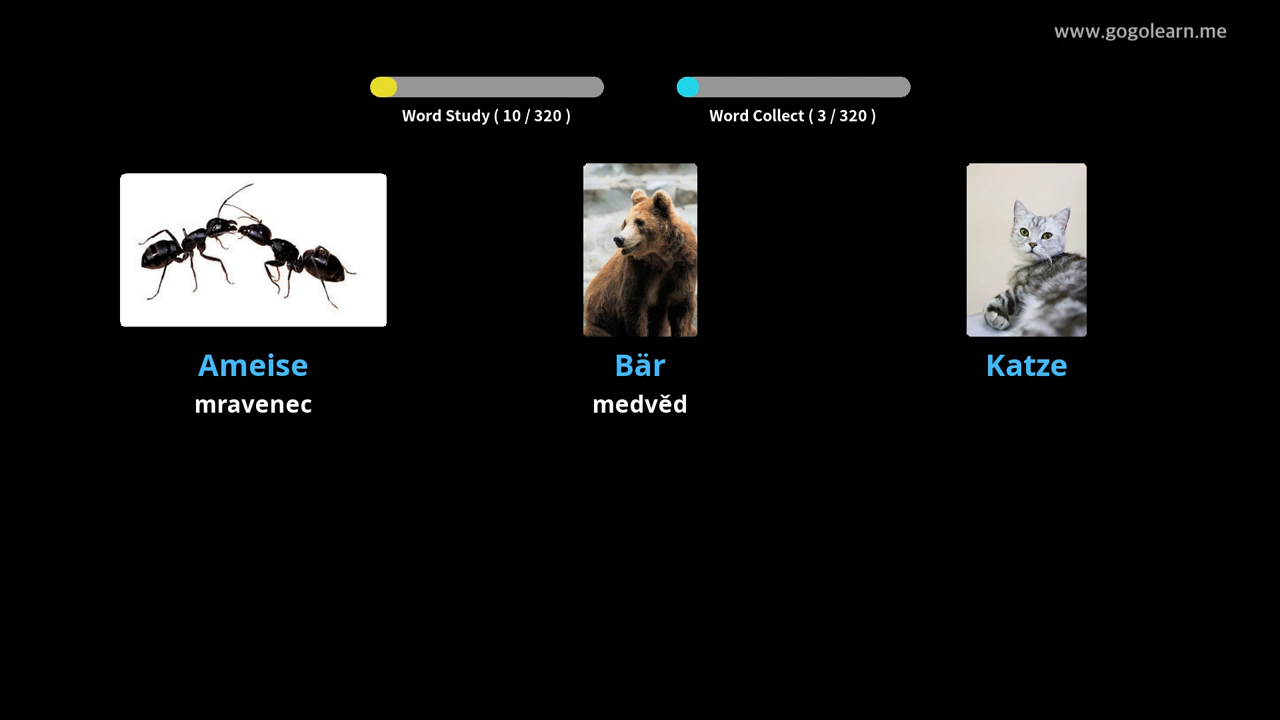 www.gogolearn.me
Word Study ( 10 / 320 )
Word Collect ( 3 / 320 )
Ameise
Bär
Katze
mravenec
medvěd